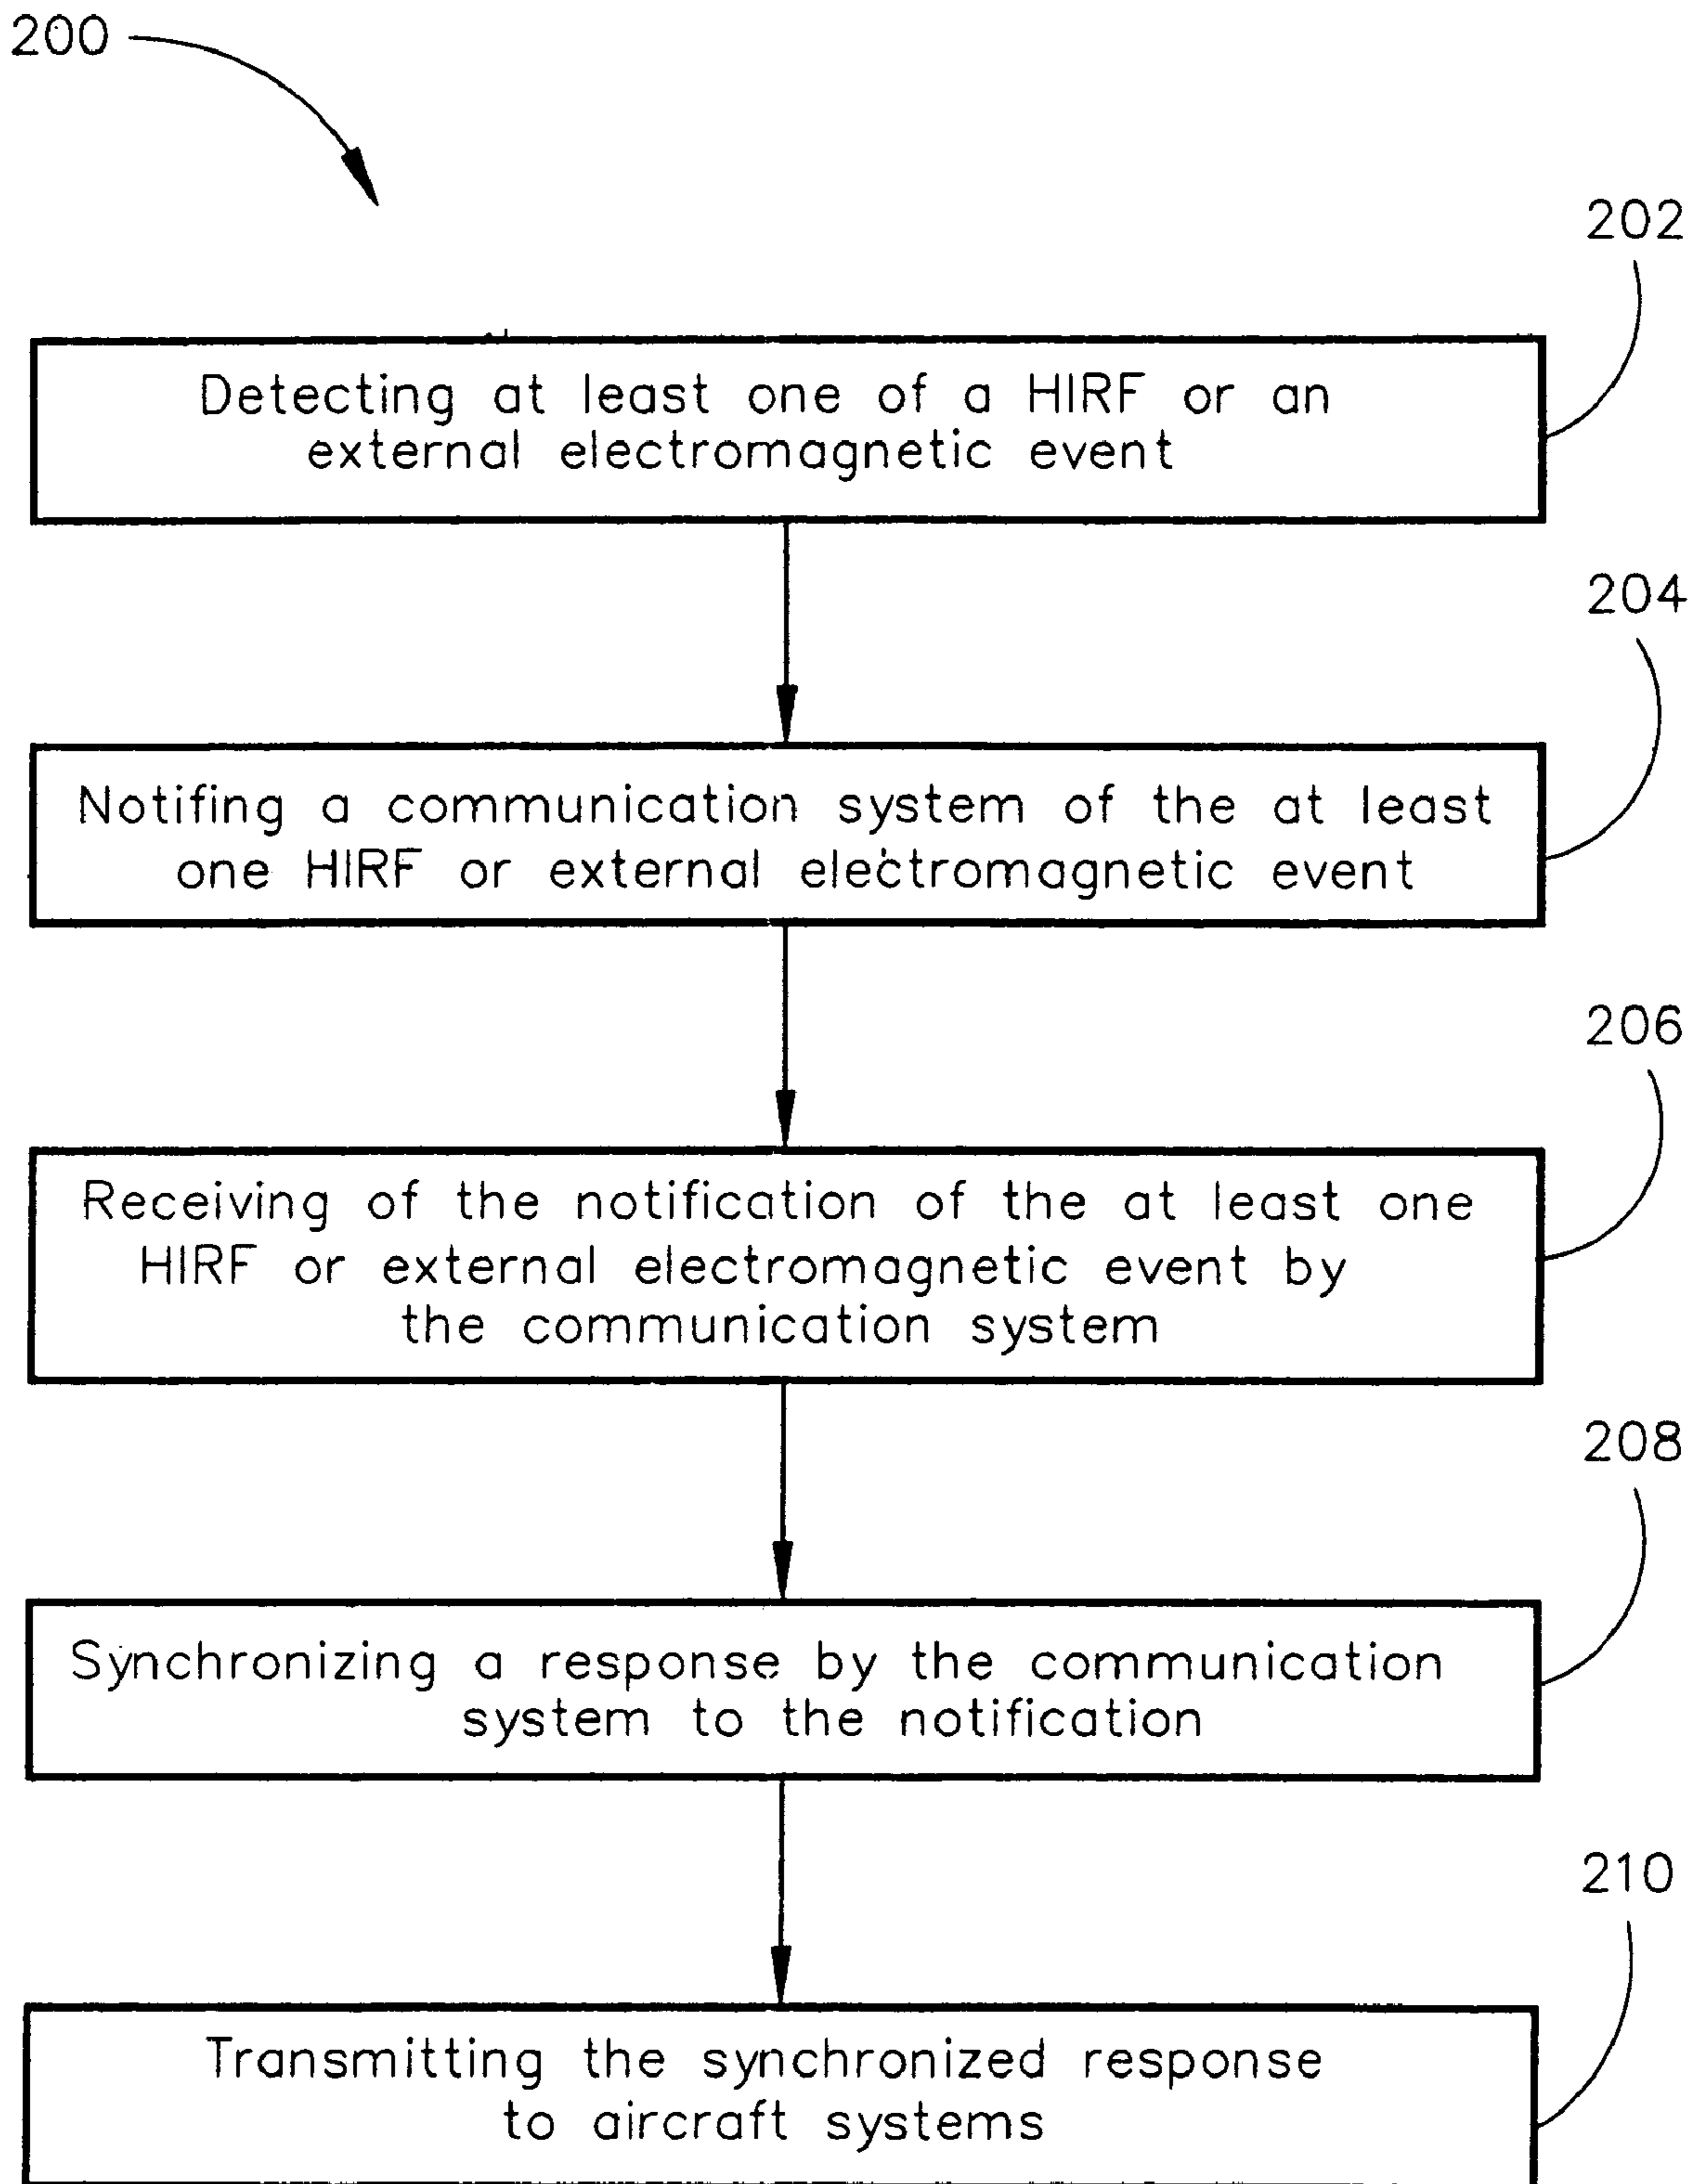 200
202
Detecting at least one of a HIRF or an
external electromagnetic event
204
Notifing a communication system of the at least
one HIRF or external electromagnetic event
206
Receiving of the notification of the at least one
HIRF or external electromagnetic event by
the communication system
208
Synchronizing a response by the communication
system to the notification
210
Transmitting the synchronized response
to aircraft systems